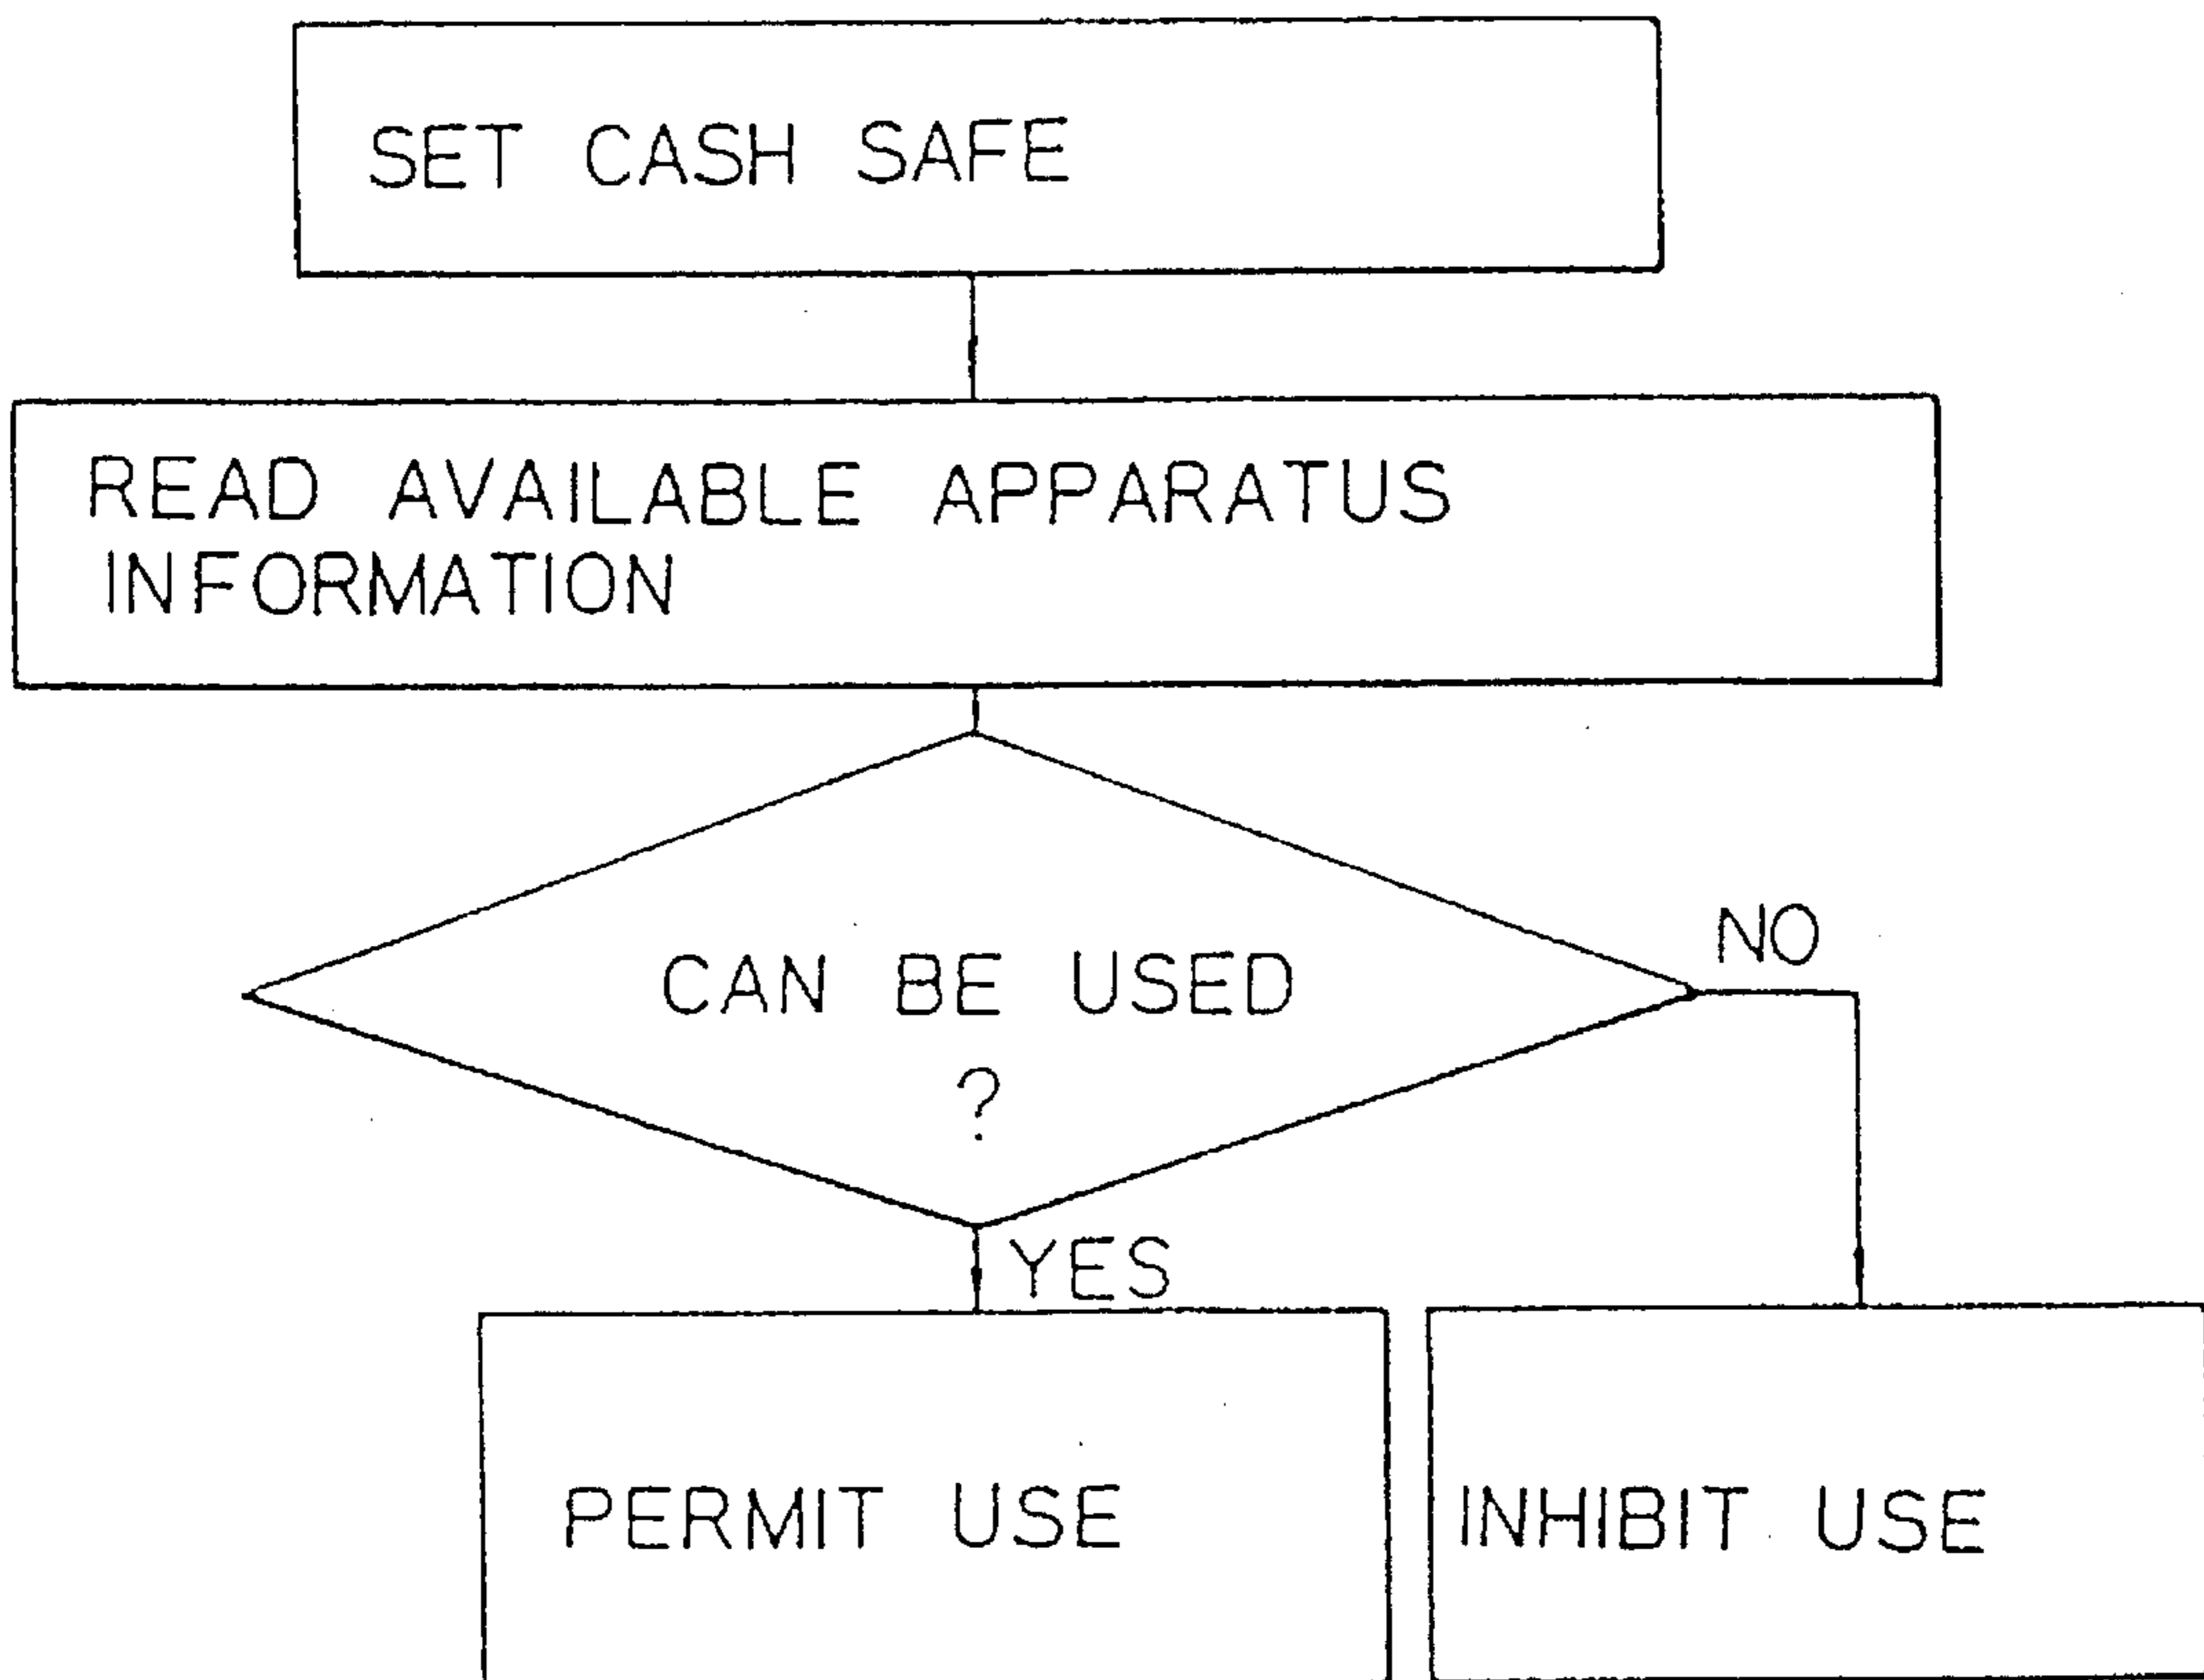 SET CASH SAFE
READ AVAILABLE APPARATUS
INFORMATION
CAN BE USED
?
NO
YES
PERMIT USE
INHIBIT USE